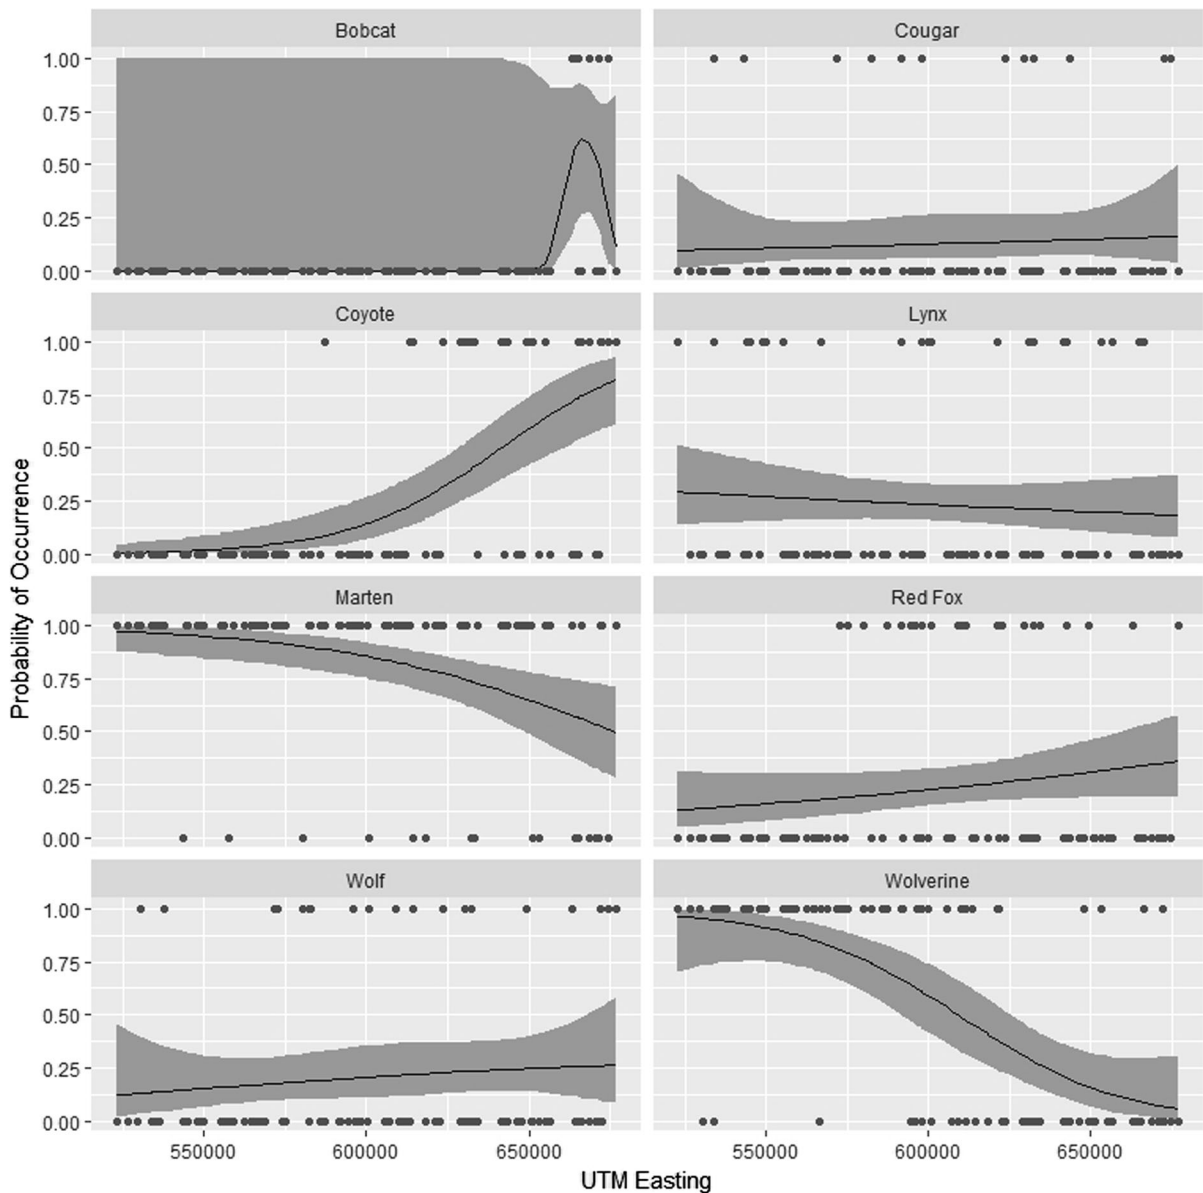 Bobcat
Cougar
1.00
0.75
0.50
0.25
0.00
Coyote
Lynx
1.00
0.75
0.50
0.25
0.00
Marten
Red Fox
1.00
0.75
0.50
0.25
0.00
Wolf
Wolverine
1.00
0.75
0.50
0.25
0.00
Probability of Occurrence
550000 600000 650000 550000 600000 650000
UTM Easting